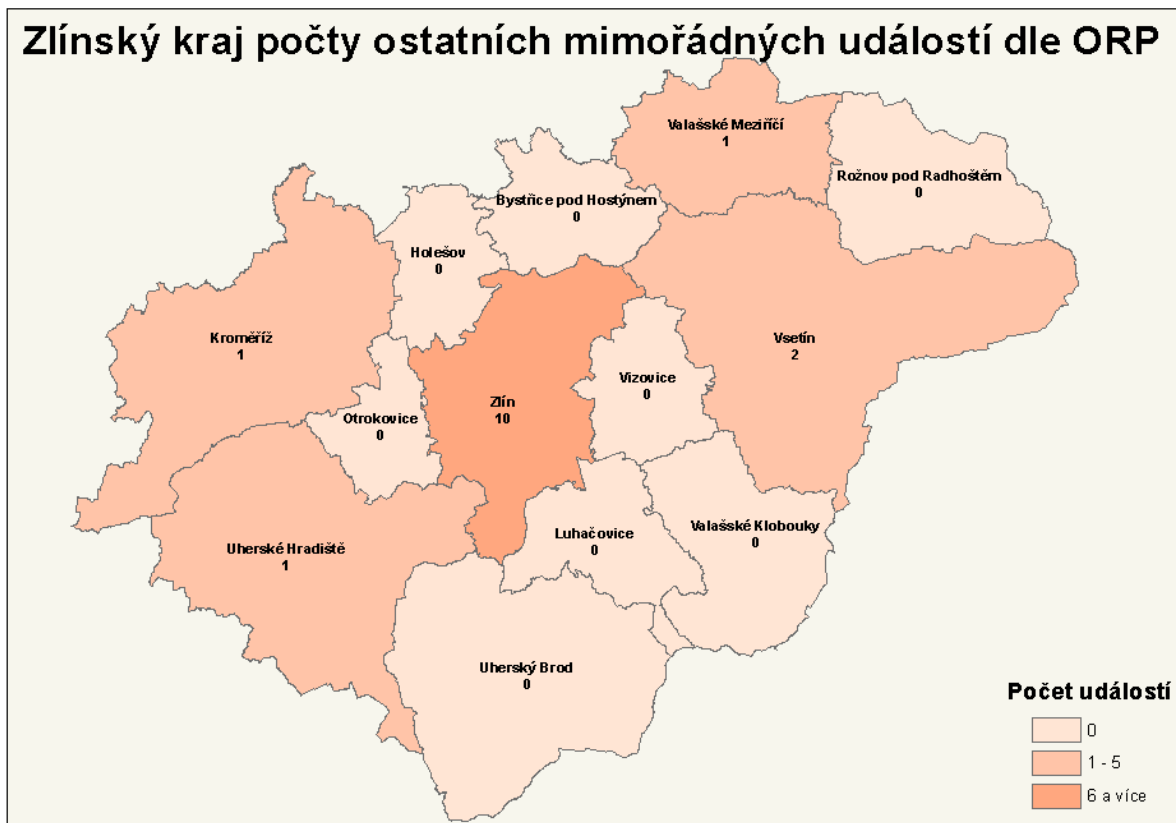 Zlínský kraj počty ostatních mimořádných událostí dle ORP
Valašské Meziříčí
1
Rožnov pod Radhoštěm
0
Bystřice pod Hostýnem
0
Holešov
0
Kroměříž
1
Vsetín
2
Vizovice
0
Zlín
10
Otrokovice
0
Valašské Klobouky
0
Luhačovice
0
Uherské Hradiště
1
Uherský Brod
0
Počet událostí
0
1 - 5
6 a více